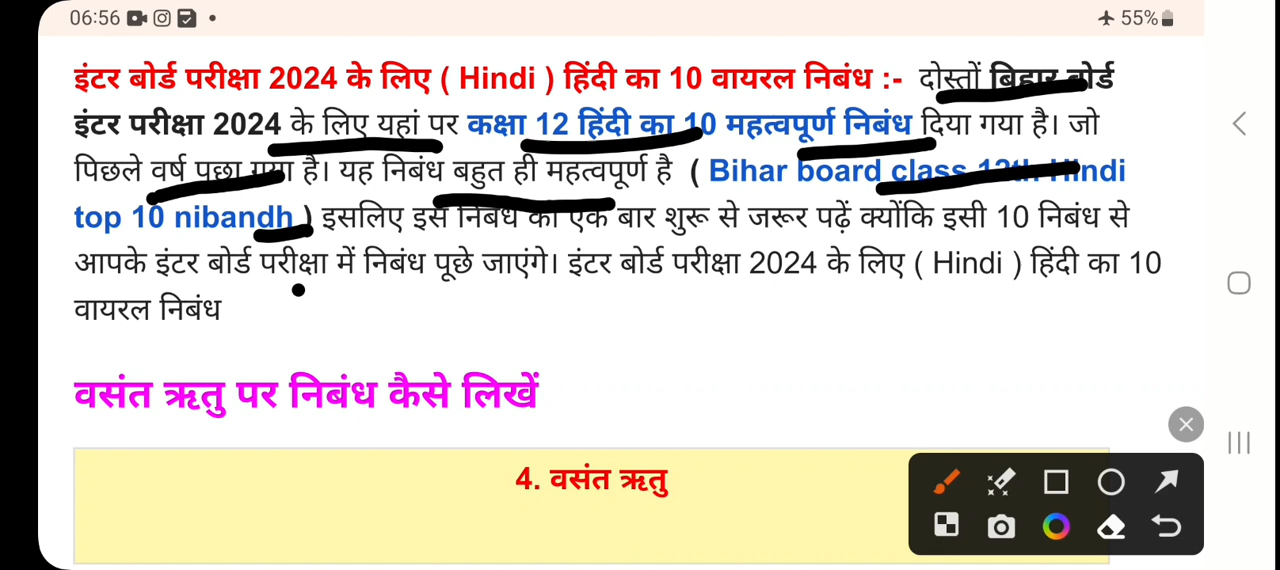 06:56
55%
इंटर बोर्ड परीक्षा 2024 के लिए ( Hindi ) हिंदी का 10 वायरल निबंध :- दोस्तों बिहार बोर्ड
इंटर परीक्षा 2024 के लिए यहां पर कक्षा 12 हिंदी का 10 महत्वपूर्ण निबंध दिया गया है। जो
पिछले वर्ष पूछा गया है। यह निबंध बहुत ही महत्वपूर्ण है ( Bihar board class 12th Hindi
top 10 nibandh ) इसलिए इस निबंध को एक बार शुरू से जरूर पढ़ें क्योंकि इसी 10 निबंध से
आपके इंटर बोर्ड परीक्षा में निबंध पूछे जाएंगे। इंटर बोर्ड परीक्षा 2024 के लिए ( Hindi ) हिंदी का 10
वायरल निबंध
वसंत ऋतु पर निबंध कैसे लिखें
4. वसंत ऋतु